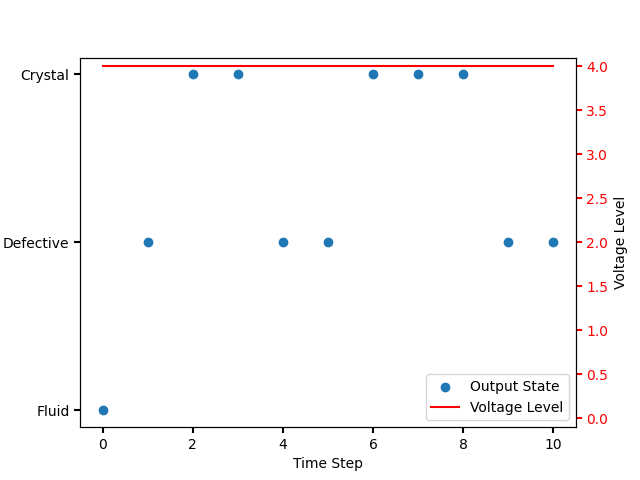 Crystal
Defective
Fluid
4.0
3.5
3.0
2.5
2.0
1.5
1.0
0.5
0.0
Voltage Level
Output State
Voltage Level
0 2 4 6 8 10
Time Step